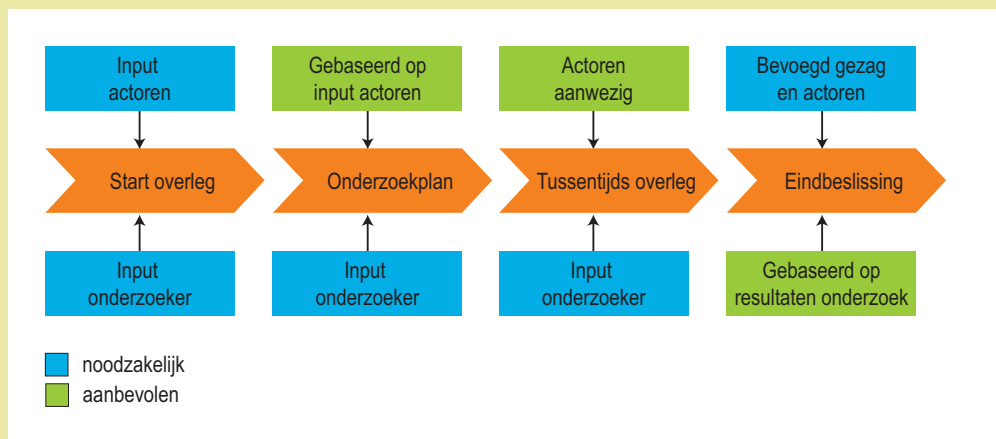 Input
actoren
Gebaseerd op
input actoren
Actoren
aanwezig
Bevoegd gezag
en actoren
Start overleg
Onderzoekplan
Tussentijds overleg
Eindbeslissing
Input
onderzoeker
Input
onderzoeker
Input
onderzoeker
Gebaseerd op
resultaten onderzoek
noodzakelijk
aanbevolen